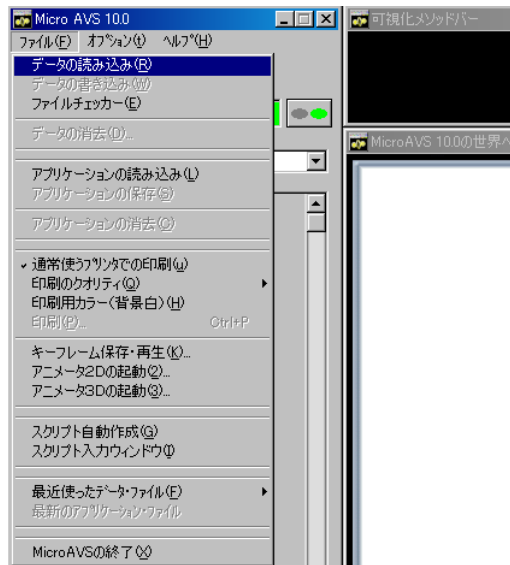 Micro AVS 10.0
ファイル(F) オプション(t) ヘルプ(H)
データの読み込み(R)
データの書き込み(W)
ファイルチェッカー(E)
データの消去(D)...
アプリケーションの読み込み(L)
アプリケーションの保存(S)
アプリケーションの消去(C)
通常使うプリンタでの印刷(u)
印刷のクオリティ(Q)
印刷用カラー(背景白)(H)
印刷(P)... Ctrl+P
キーフレーム保存・再生(K)...
アニメータ2Dの起動(2)...
アニメータ3Dの起動(3)...
スクリプト自動作成(G)
スクリプト入力ウィンドウ(I)
最近使ったデータ・ファイル(F)
最新のアプリケーション・ファイル
MicroAVSの終了(X)
可視化メソッドバー
MicroAVS 10.0の世界へ